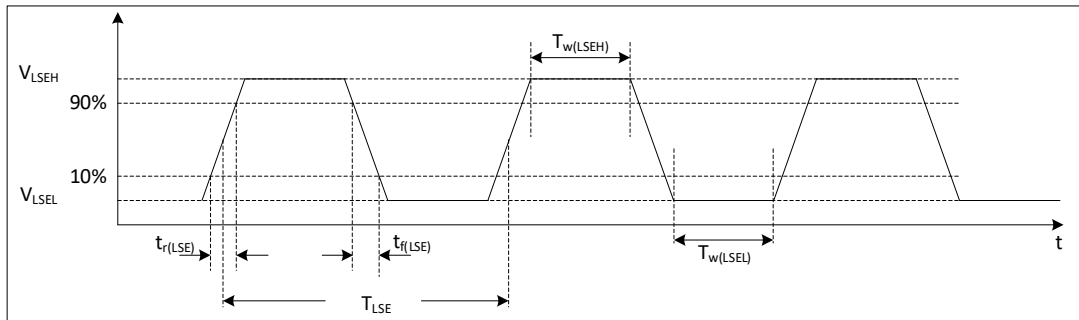 T_w(LSEH)
V_LSEH
90%
10%
V_LSEL
t_r(LSE)
t_f(LSE)
T_w(LSEL)
t
T_LSE